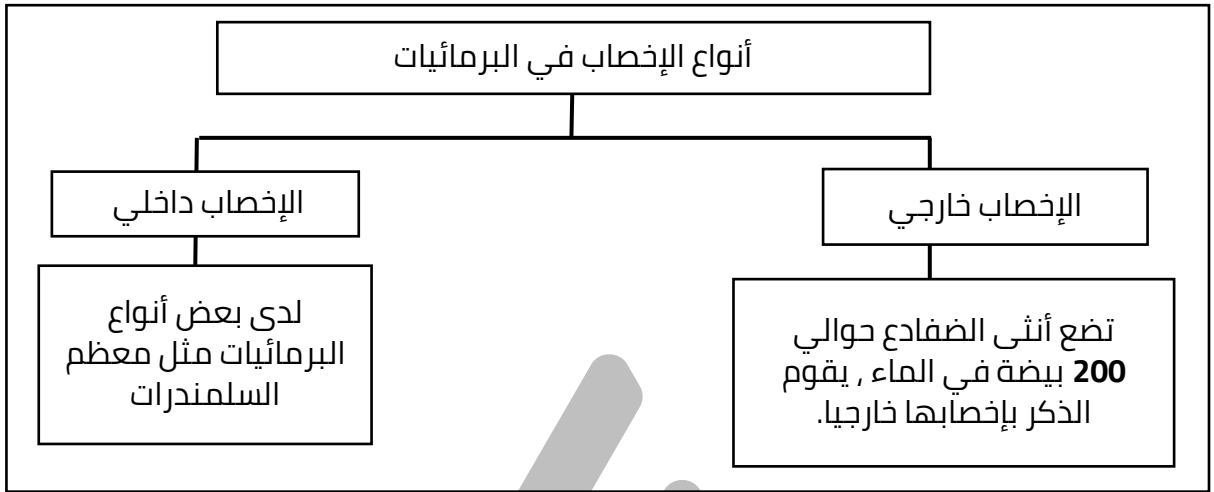 أنواع الإخصاب في البرمائيات
الإخصاب خارجي
الإخصاب داخلي
تضع أنثى الضفادع حوالي
200 بيضة في الماء , يقوم
الذكر بإخصابها خارجيا.
لدى بعض أنواع
البرمائيات مثل معظم
السلمندرات